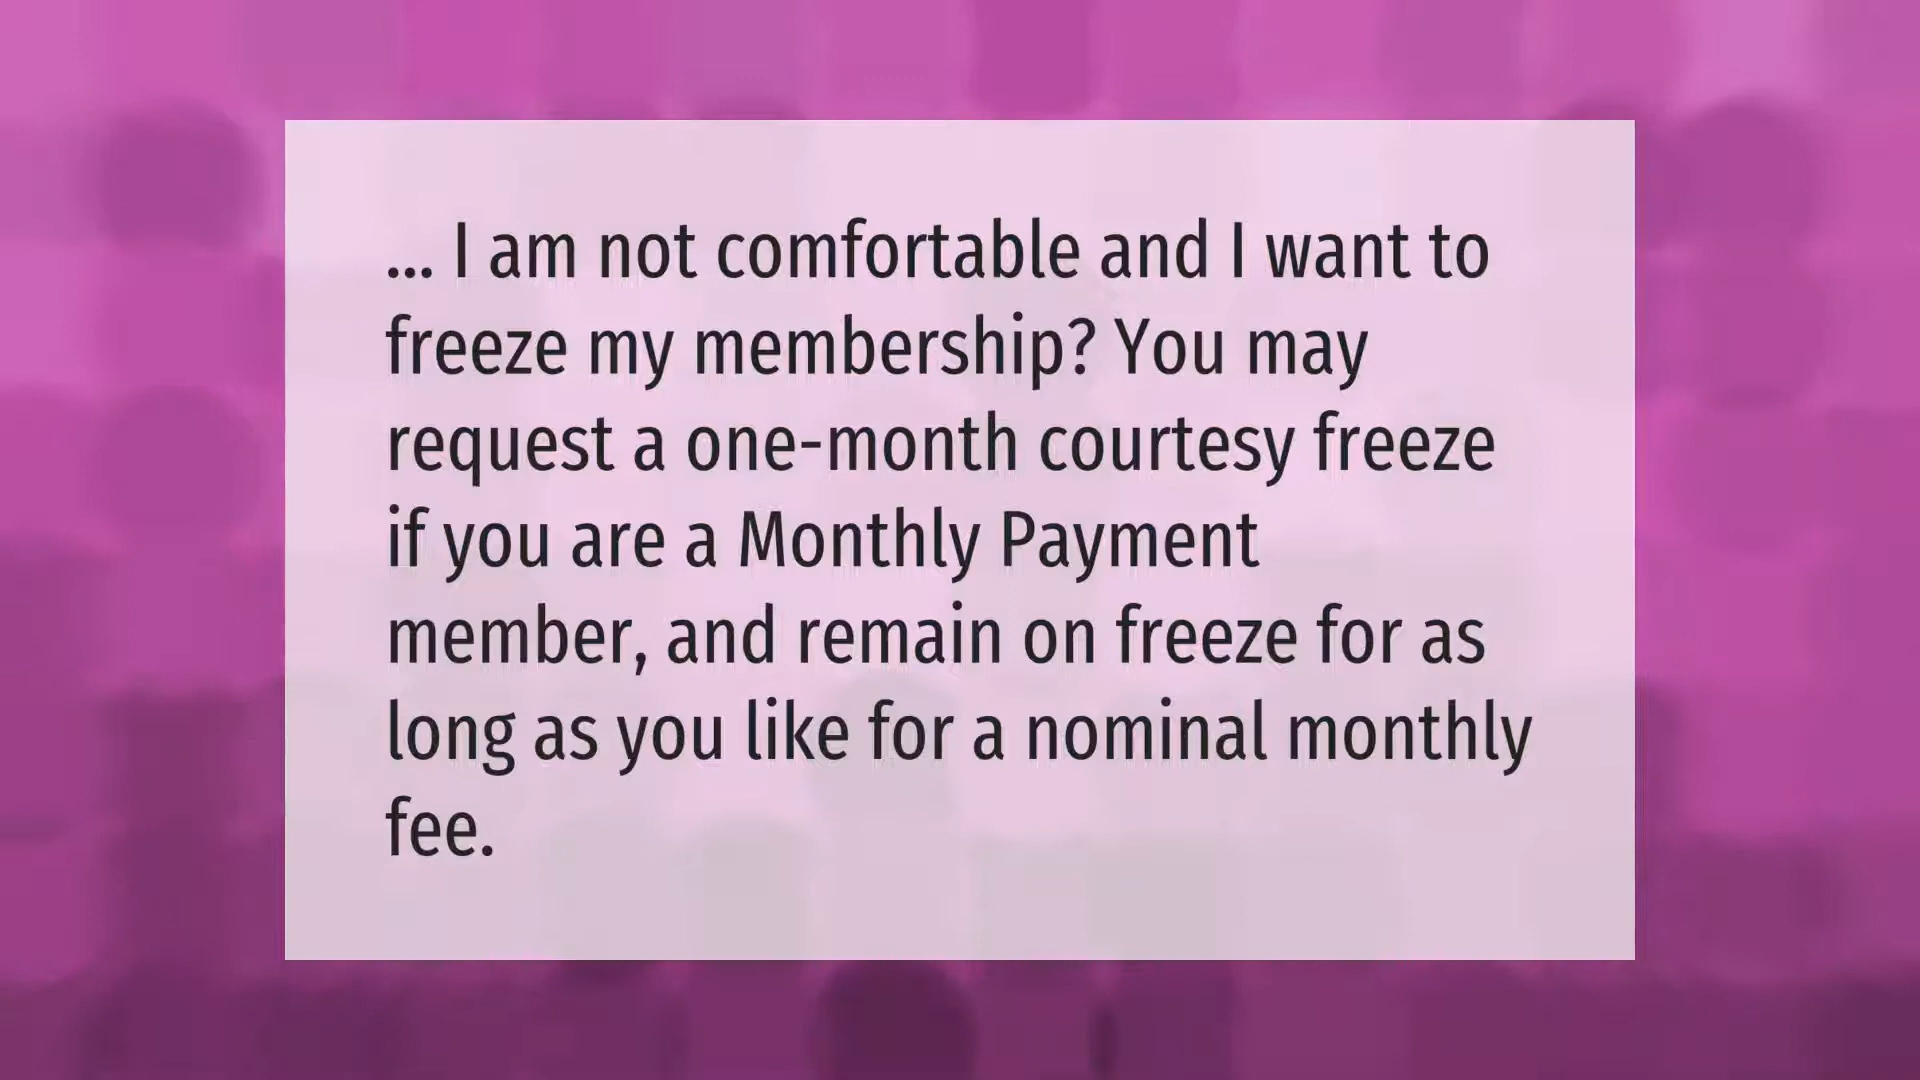 ... I am not comfortable and I want to
freeze my membership? You may
request a one-month courtesy freeze
if you are a Monthly Payment
member, and remain on freeze for as
long as you like for a nominal monthly
fee.